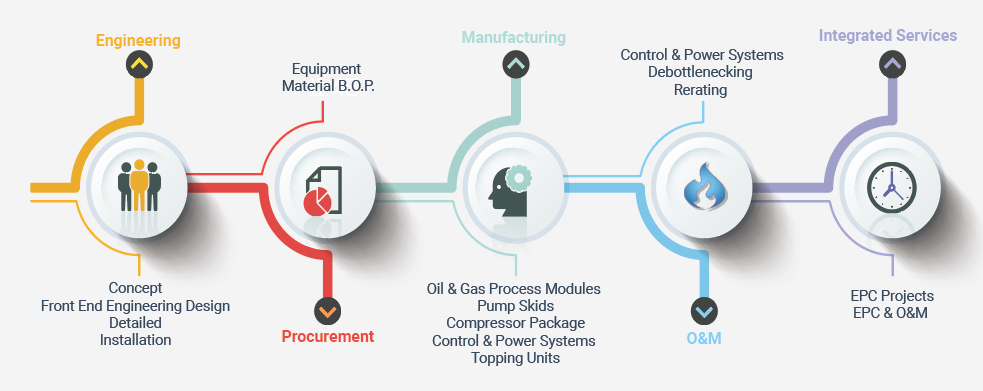 Engineering
Concept
Front End Engineering Design
Detailed
Installation
Equipment
Material B.O.P.
Procurement
Manufacturing
Oil & Gas Process Modules
Pump Skids
Compressor Package
Control & Power Systems
Topping Units
Control & Power Systems
Debottlenecking
Rerating
O&M
Integrated Services
EPC Projects
EPC & O&M